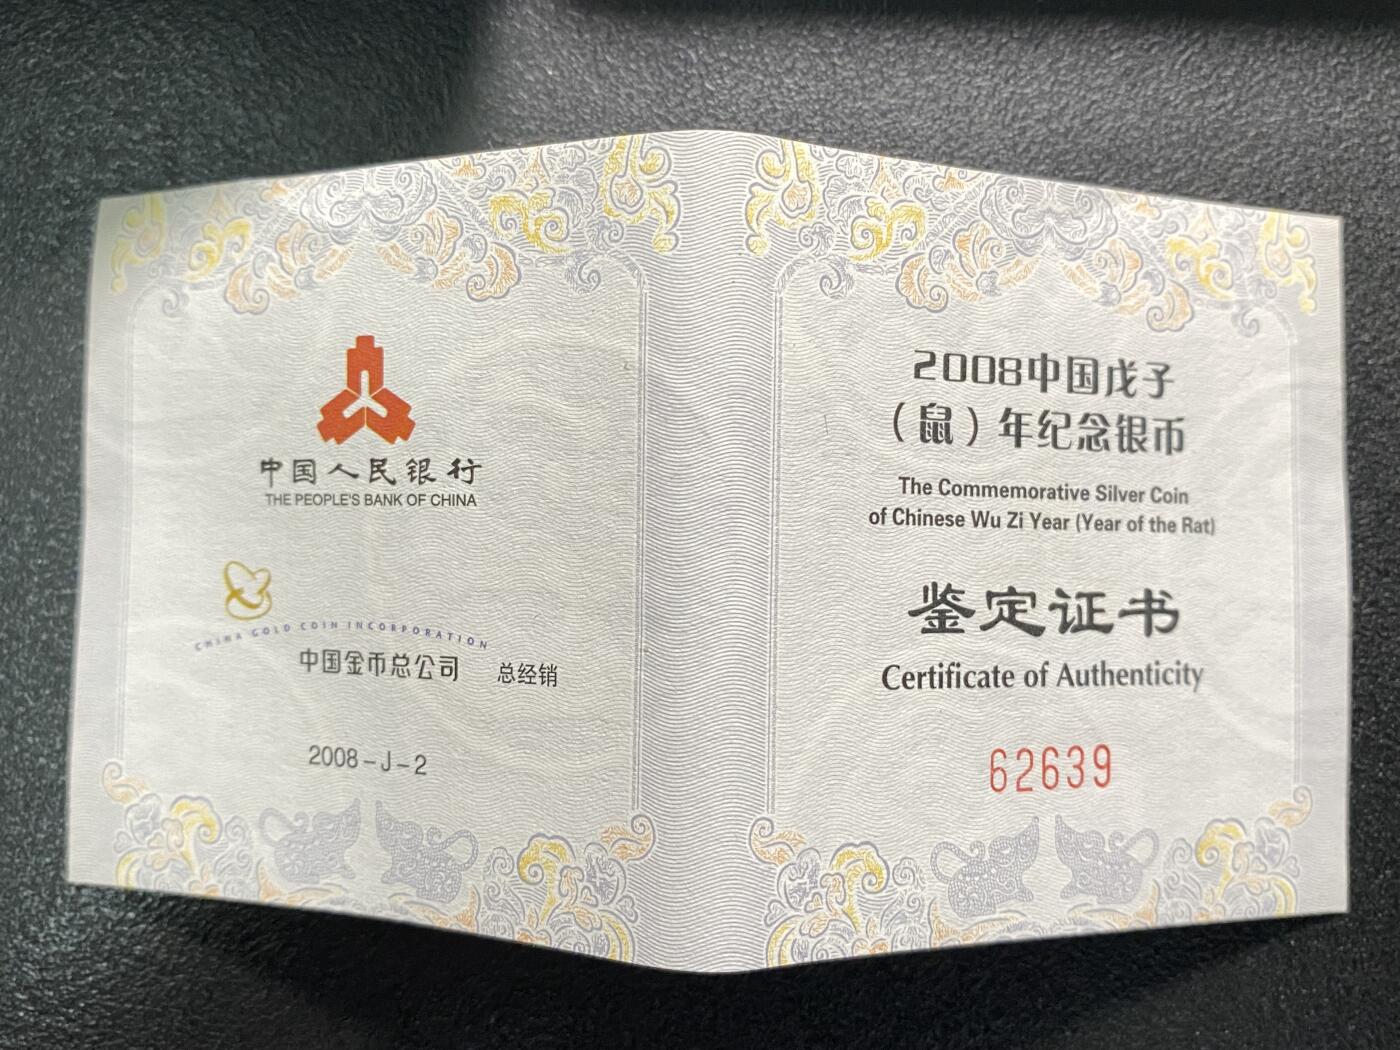 中国人民银行
THE PEOPLE'S BANK OF CHINA
CHINA GOLD COIN INCORPORATION
中国金币总公司 总经销
2008-J-2
2008中国戊子
（鼠）年纪念银币
The Commemorative Silver Coin
of Chinese Wu Zi Year (Year of the Rat)
鉴定证书
Certificate of Authenticity
62639